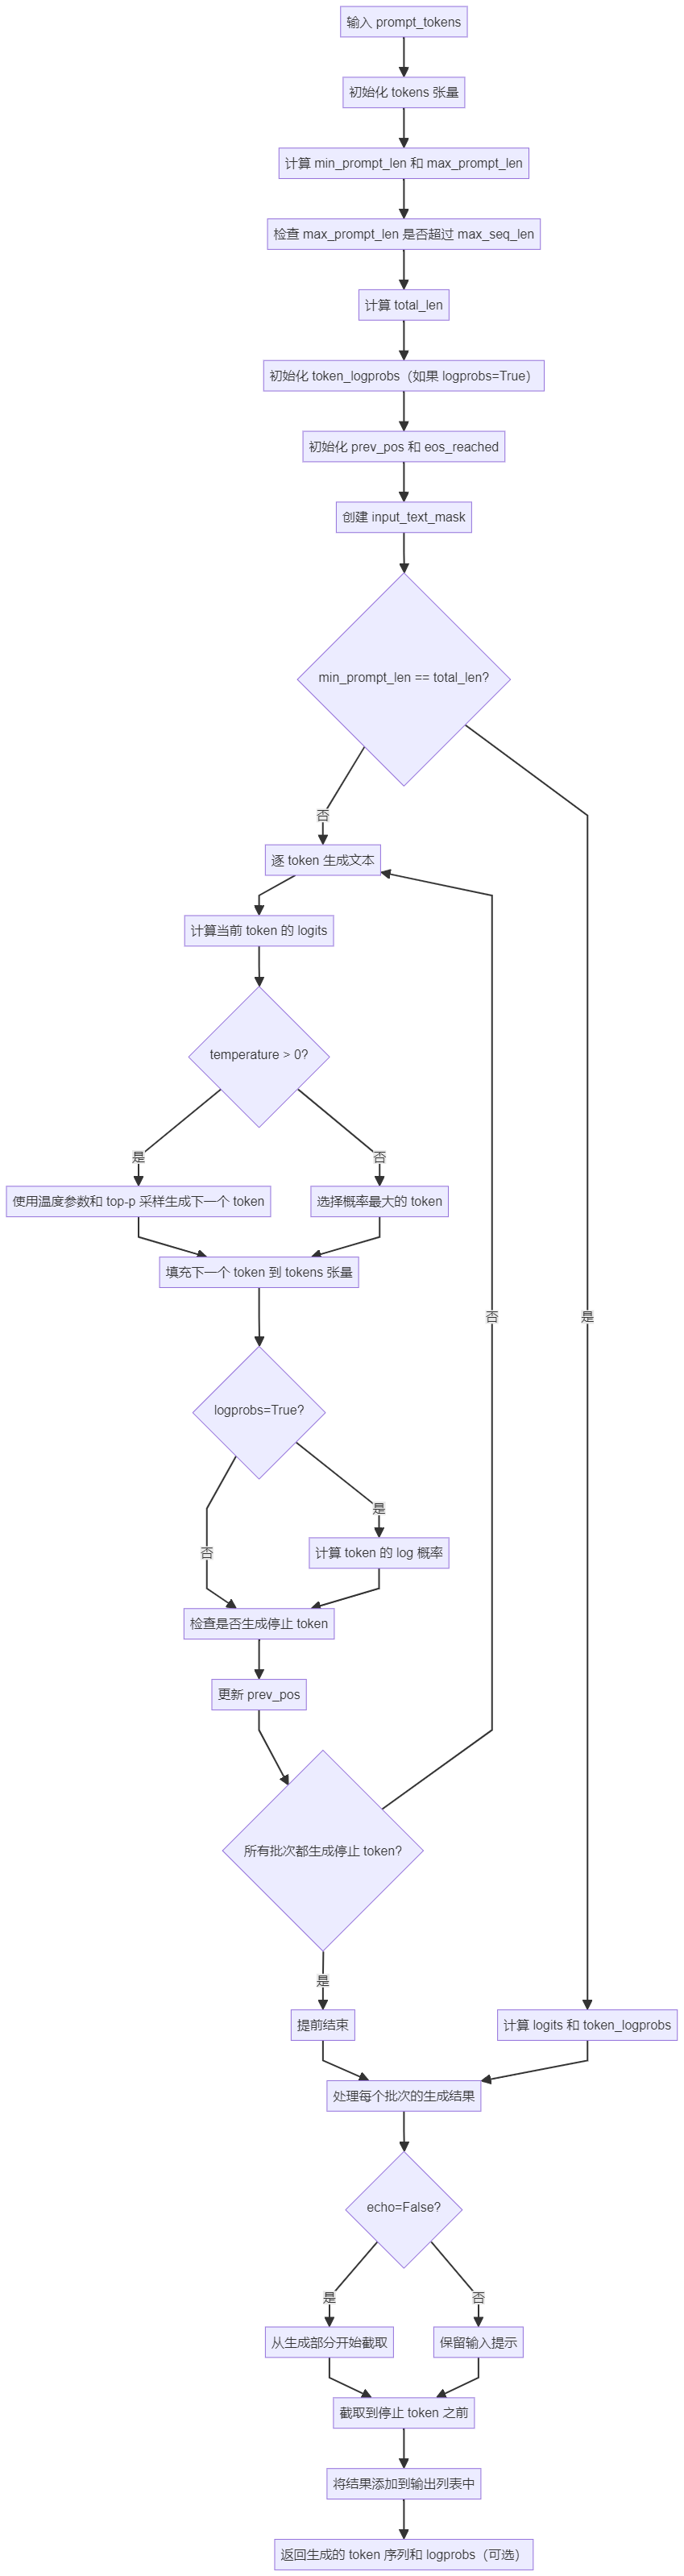 输入 prompt_tokens
初始化 tokens 张量
计算 min_prompt_len 和 max_prompt_len
检查 max_prompt_len 是否超过 max_seq_len
计算 total_len
初始化 token_logprobs（如果 logprobs=True）
初始化 prev_pos 和 eos_reached
创建 input_text_mask
min_prompt_len == total_len?
否
逐 token 生成文本
计算当前 token 的 logits
temperature > 0?
是
否
使用温度参数和 top-p 采样生成下一个 token
选择概率最大的 token
填充下一个 token 到 tokens 张量
否
是
logprobs=True?
是
否
计算 token 的 log 概率
检查是否生成停止 token
更新 prev_pos
所有批次都生成停止 token?
是
提前结束
计算 logits 和 token_logprobs
处理每个批次的生成结果
echo=False?
是
否
从生成部分开始截取
保留输入提示
截取到停止 token 之前
将结果添加到输出列表中
返回生成的 token 序列和 logprobs（可选）